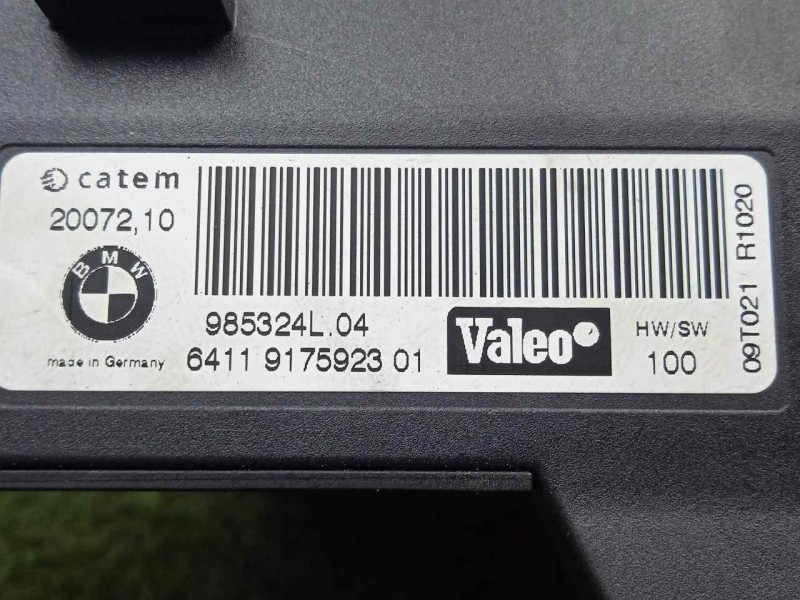 catem
20072,10
BMW
made in Germany
985324L.04
6411 9175923 01
Valeo
HW/SW
100
09T021 R1020